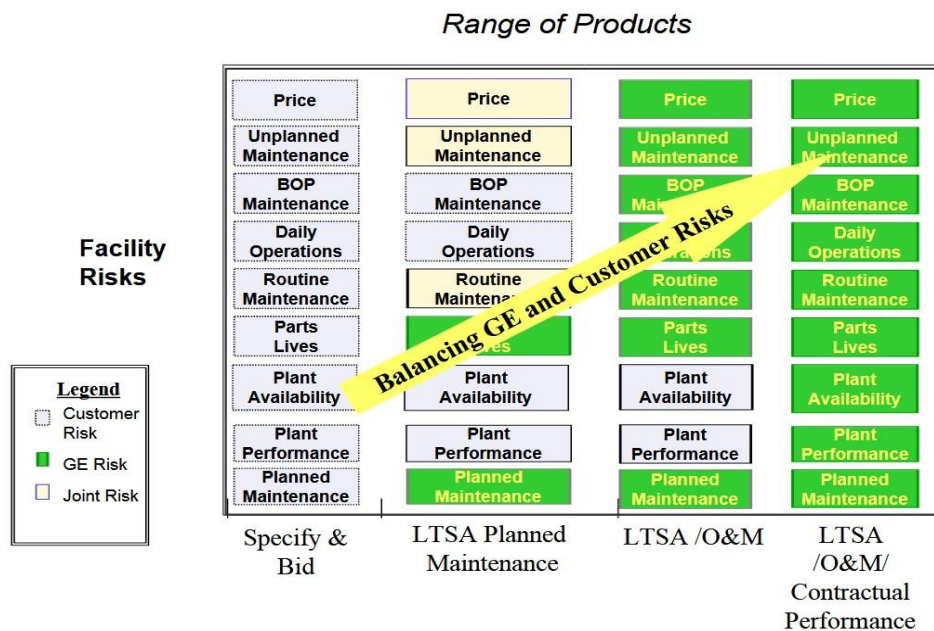 Range of Products
Facility
Risks
Legend
Customer
Risk
GE Risk
Joint Risk
Price
Unplanned
Maintenance
BOP
Maintenance
Daily
Operations
Routine
Maintenance
Parts
Lives
Plant
Availability
Plant
Performance
Planned
Maintenance
Specify &
Bid
Price
Unplanned
Maintenance
BOP
Maintenance
Daily
Operations
Routine
Plant
Availability
Plant
Performance
Planned
Maintenance
LTSA Planned
Maintenance
Balancing GE and Customer Risks
Price
Unplanned
Maintenance
BOP
Routine
Maintenance
Parts
Lives
Plant
Availability
Plant
Performance
Planned
Maintenance
LTSA /O&M
Price
Unplanned
Maintenance
BOP
Maintenance
Daily
Operations
Routine
Maintenance
Parts
Lives
Plant
Availability
Plant
Performance
Planned
Maintenance
LTSA
/O&M/
Contractual
Performance